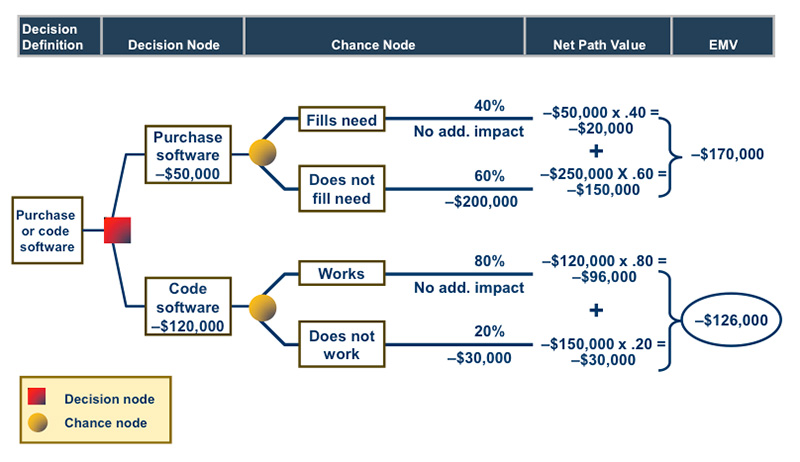 Decision
Definition
Decision Node
Chance Node
Net Path Value
EMV
Purchase
or code
software
Purchase
software
–$50,000
Fills need
40%
No add. impact
–$50,000 x .40 =
–$20,000
+
Does not
fill need
60%
–$200,000
–$250,000 X .60 =
–$150,000
–$170,000
Code
software
–$120,000
Works
80%
No add. impact
–$120,000 x .80 =
–$96,000
+
Does not
work
20%
–$30,000
–$150,000 x .20 =
–$30,000
–$126,000
Decision node
Chance node